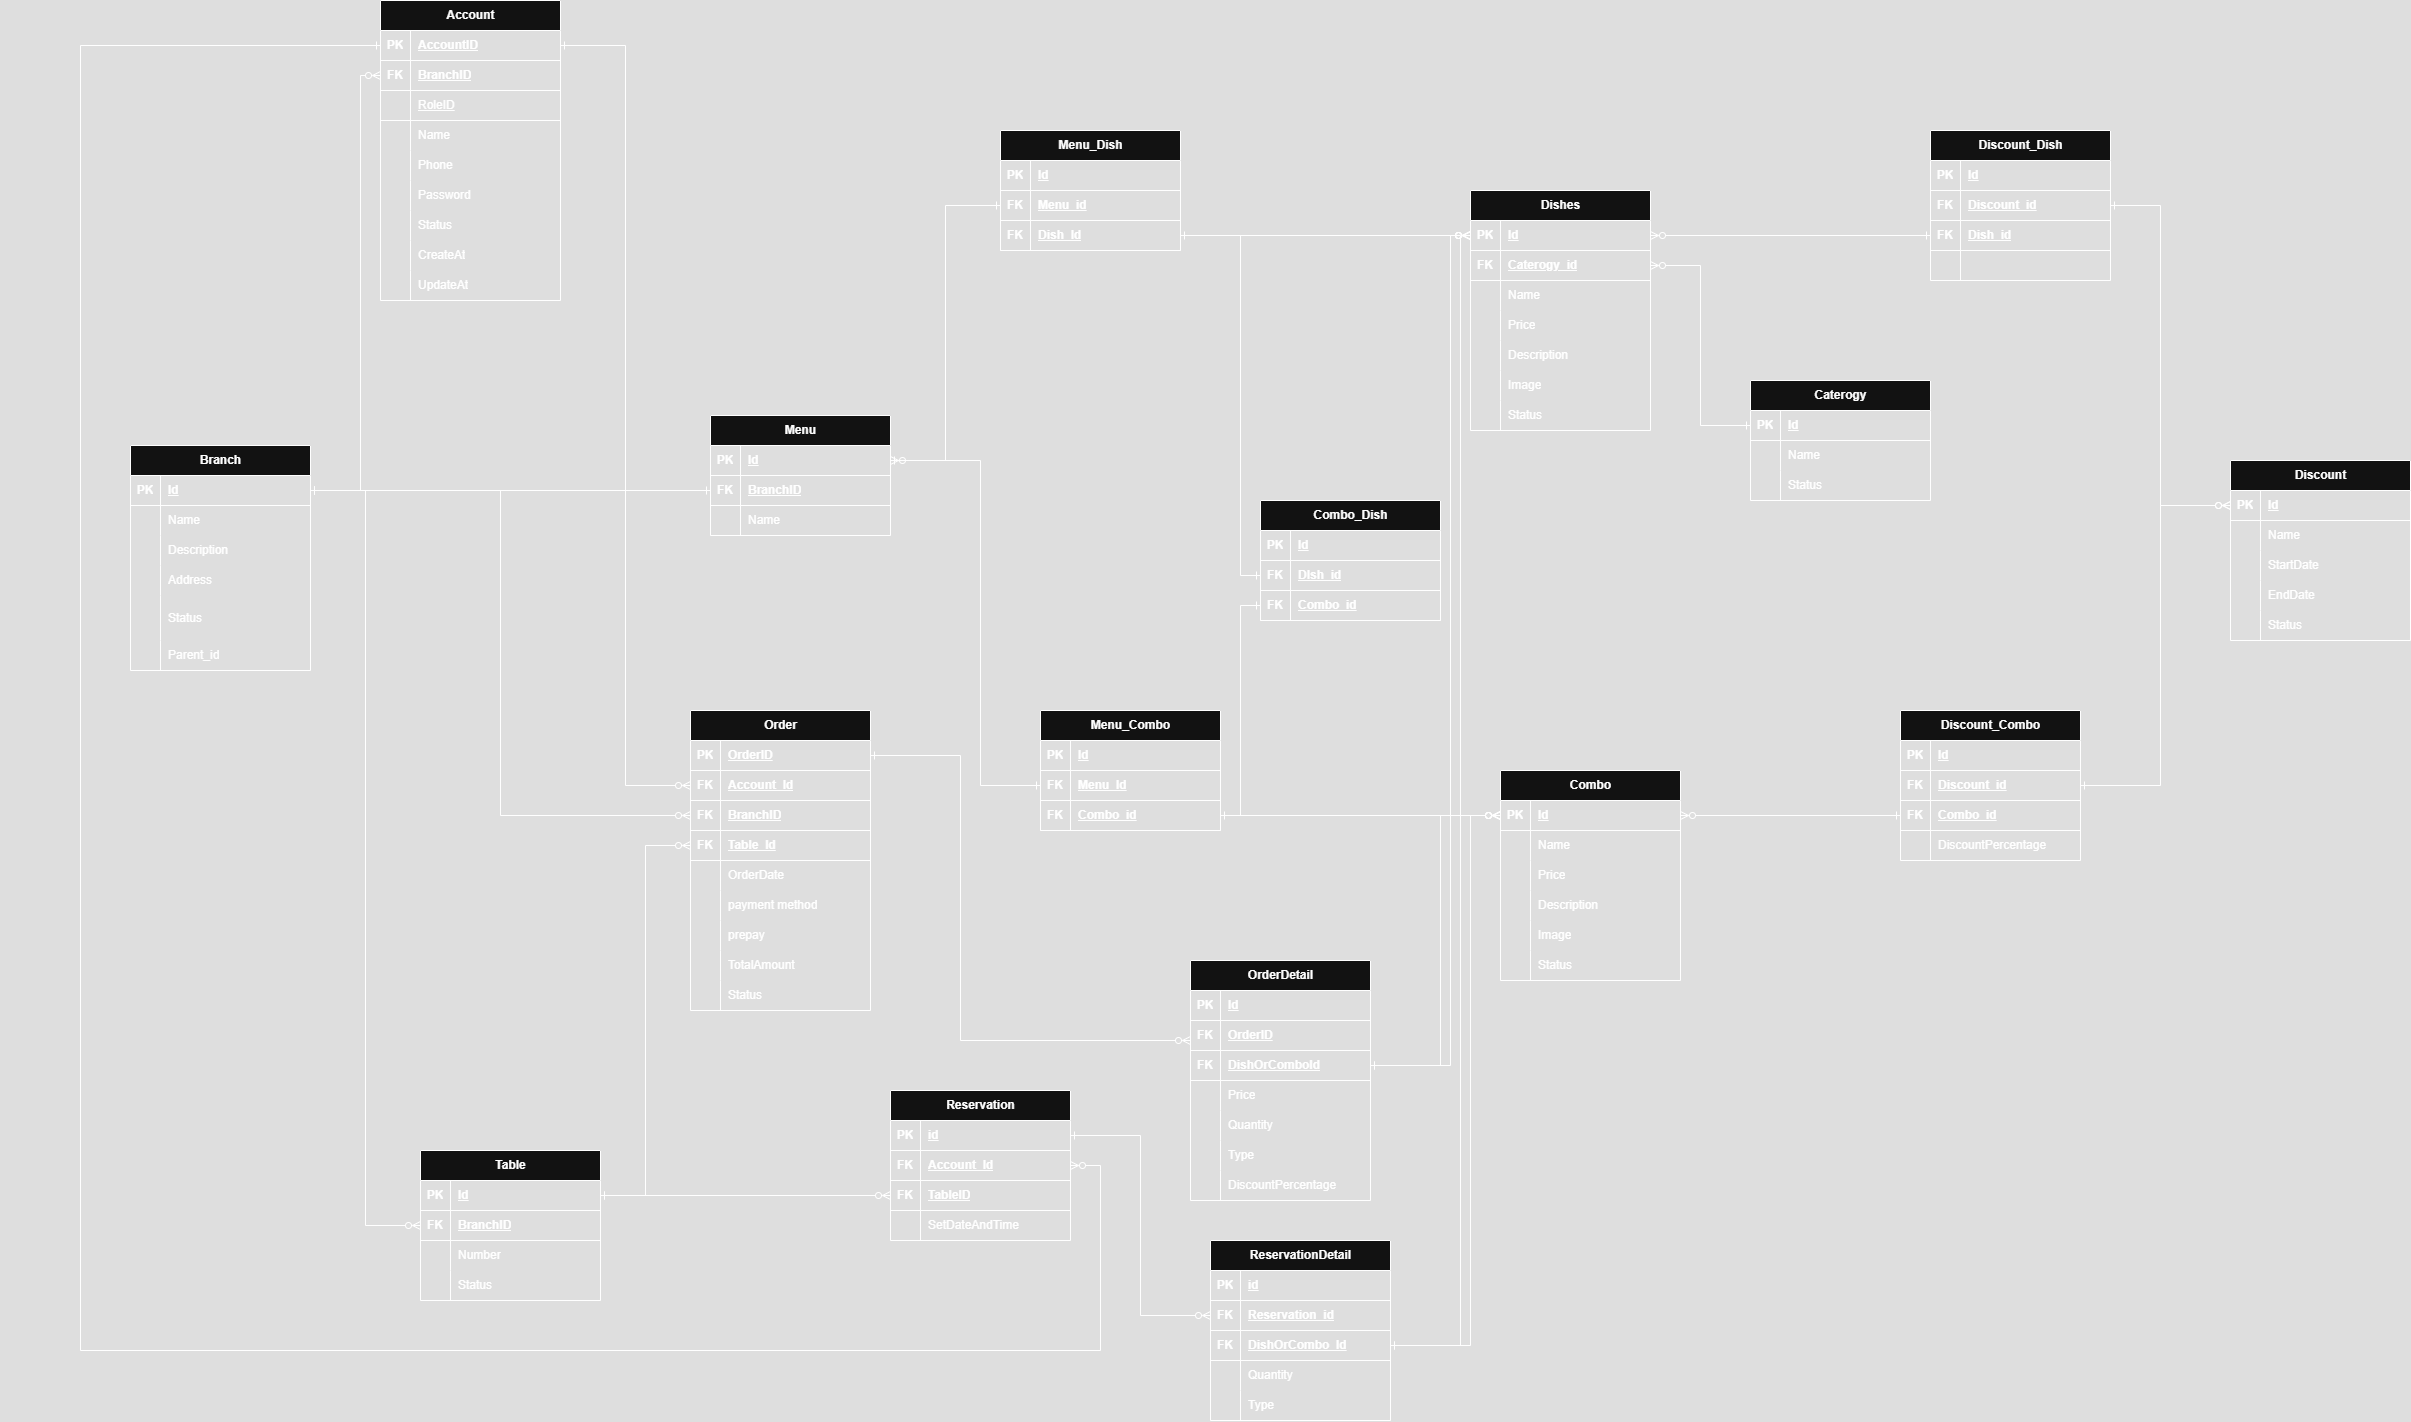 Account
PK AccountID
FK BranchID
RoleID
Name
Phone
Password
Status
CreateAt
UpdateAt
Menu_Dish
PK Id
FK Menu_id
FK Dish_Id
Dishes
PK Id
FK Caterogy_id
Name
Price
Description
Image
Status
Discount_Dish
PK Id
FK Discount_id
FK Dish_id
Caterogy
PK Id
Name
Status
Branch
PK Id
Name
Description
Address
Status
Parent_id
Menu
PK Id
FK BranchID
Name
Combo_Dish
PK Id
FK Dish_id
FK Combo_id
Discount
PK Id
Name
StartDate
EndDate
Status
Order
PK OrderID
FK Account_Id
FK BranchID
FK Table_Id
OrderDate
payment method
prepay
TotalAmount
Status
Menu_Combo
PK Id
FK Menu_Id
FK Combo_id
Combo
PK Id
Name
Price
Description
Image
Status
Discount_Combo
PK Id
FK Discount_id
FK Combo_id
DiscountPercentage
OrderDetail
PK Id
FK OrderID
FK DishOrComboId
Price
Quantity
Type
DiscountPercentage
Reservation
PK id
FK Account_Id
FK TableID
SetDateAndTime
Table
PK Id
FK BranchID
Number
Status
ReservationDetail
PK id
FK Reservation_id
FK DishOrCombo_Id
Quantity
Type